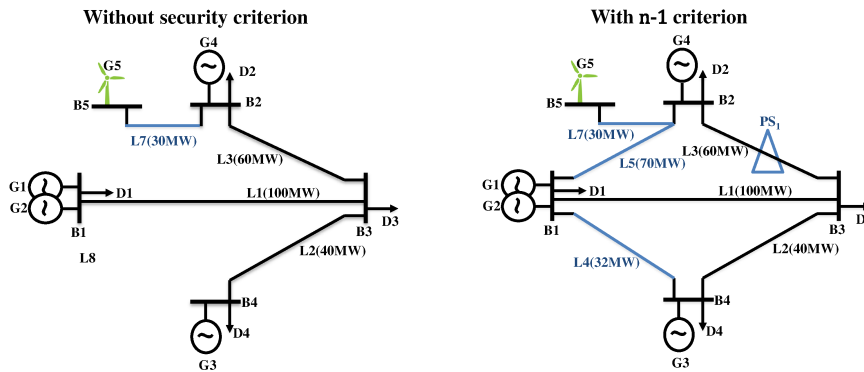 Without security criterion
With n-1 criterion
G4
G5
D2
B5
B2
L7(30MW)
L3(60MW)
G1
G2
D1
L1(100MW)
B1
D3
B3
L8
L2(40MW)
B4
D4
G3
G4
G5
D2
B5
B2
PS1
L7(30MW)
L3(60MW)
L5(70MW)
G1
G2
D1
L1(100MW)
B1
D
B3
L4(32MW)
L2(40MW)
B4
D4
G3